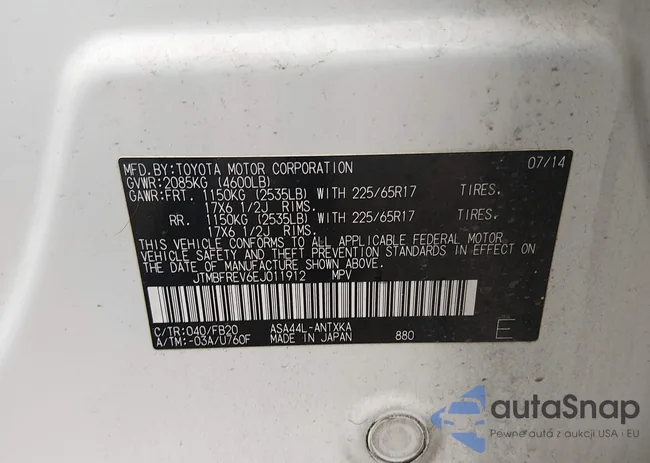 MFD.BY:TOYOTA MOTOR CORPORATION 07/14
GVWR:2085KG (4600LB)
GAWR:FRT. 1150KG (2535LB) WITH 225/65R17 TIRES.
17X6 1/2J RIMS.
RR. 1150KG (2535LB) WITH 225/65R17 TIRES.
17X6 1/2J RIMS.
THIS VEHICLE CONFORMS TO ALL APPLICABLE FEDERAL MOTOR
VEHICLE SAFETY AND THEFT PREVENTION STANDARDS IN EFFECT ON
THE DATE OF MANUFACTURE SHOWN ABOVE.
JTMBFREV6EJ011912 MPV
C/TR:040/FB20 ASA44L-ANTXKA
A/TM:-03A/U760F MADE IN JAPAN 880 E
autaSnap
Pewne auta z aukcji USA i EU